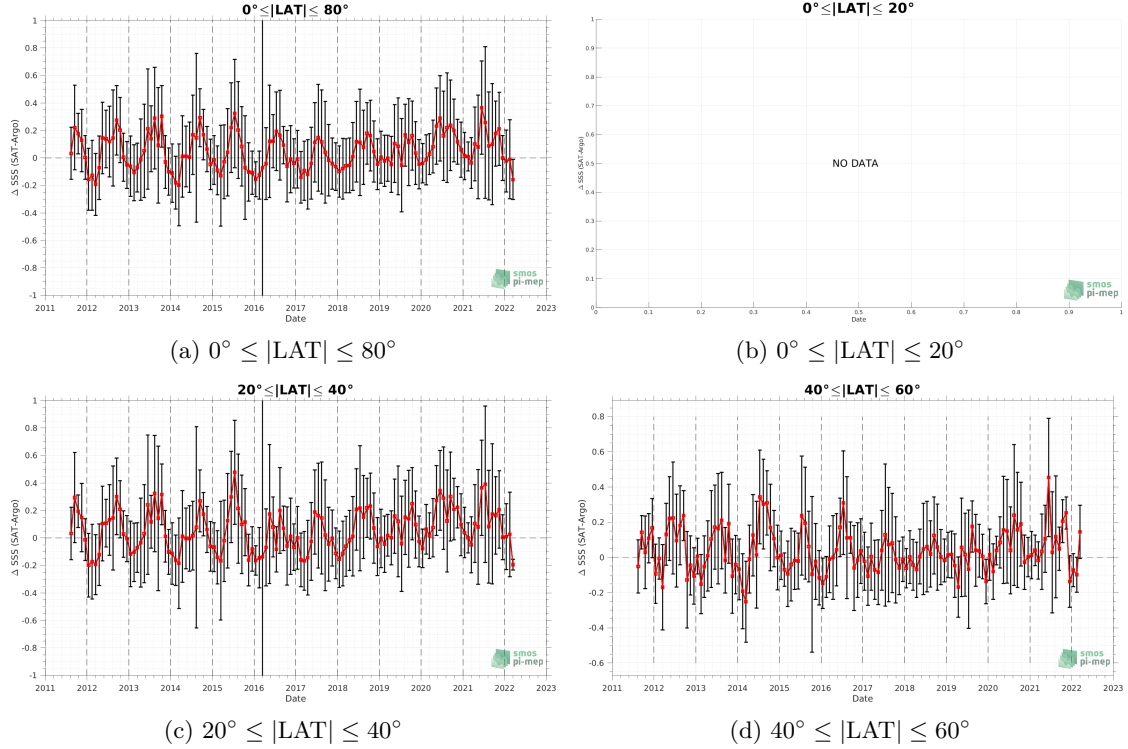 0°≤|LAT|≤ 80°
Δ SSS (SAT-Argo)
1
0.8
0.6
0.4
0.2
0
-0.2
-0.4
-0.6
-0.8
-1
2011 2012 2013 2014 2015 2016 2017 2018 2019 2020 2021 2022 2023
Date
smos
pi-mep
(a) 0° ≤ |LAT| ≤ 80°
0°≤|LAT|≤ 20°
Δ SSS (SAT-Argo)
1
0.9
0.8
0.7
0.6
0.5
0.4
0.3
0.2
0.1
0
NO DATA
0 0.1 0.2 0.3 0.4 0.5 0.6 0.7 0.8 0.9 1
Date
smos
pi-mep
(b) 0° ≤ |LAT| ≤ 20°
20°≤|LAT|≤ 40°
Δ SSS (SAT-Argo)
1
0.8
0.6
0.4
0.2
0
-0.2
-0.4
-0.6
-0.8
-1
2011 2012 2013 2014 2015 2016 2017 2018 2019 2020 2021 2022 2023
Date
smos
pi-mep
(c) 20° ≤ |LAT| ≤ 40°
40°≤|LAT|≤ 60°
Δ SSS (SAT-Argo)
0.8
0.6
0.4
0.2
0
-0.2
-0.4
-0.6
2011 2012 2013 2014 2015 2016 2017 2018 2019 2020 2021 2022 2023
Date
smos
pi-mep
(d) 40° ≤ |LAT| ≤ 60°